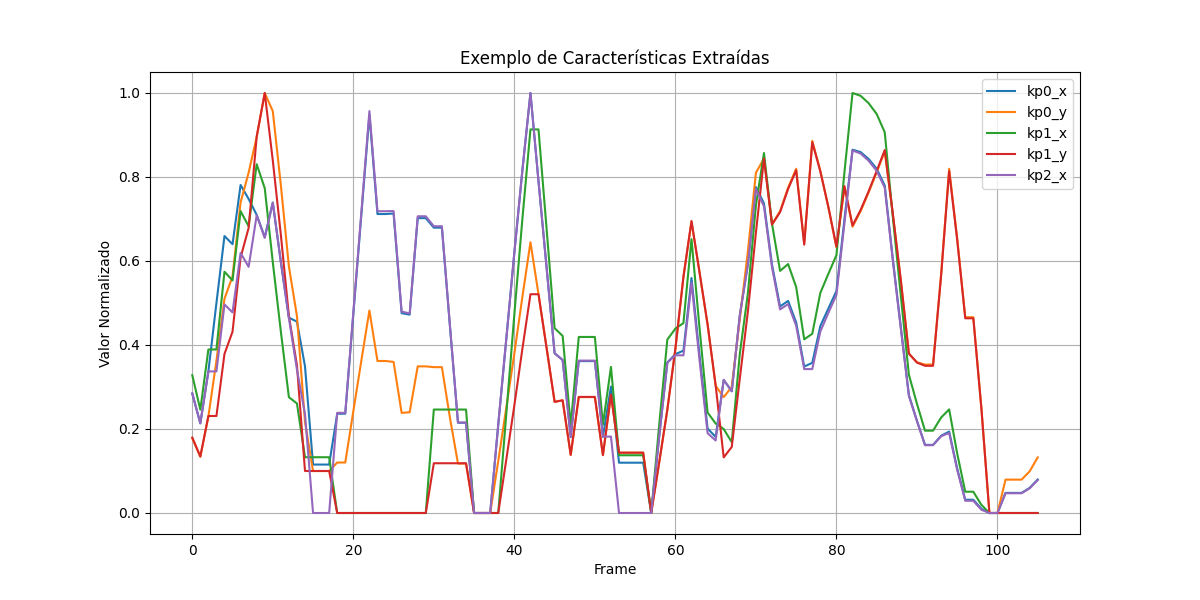 Exemplo de Características Extraídas
kp0_x
kp0_y
kp1_x
kp1_y
kp2_x
Valor Normalizado
1.0
0.8
0.6
0.4
0.2
0.0
0 20 40 60 80 100
Frame